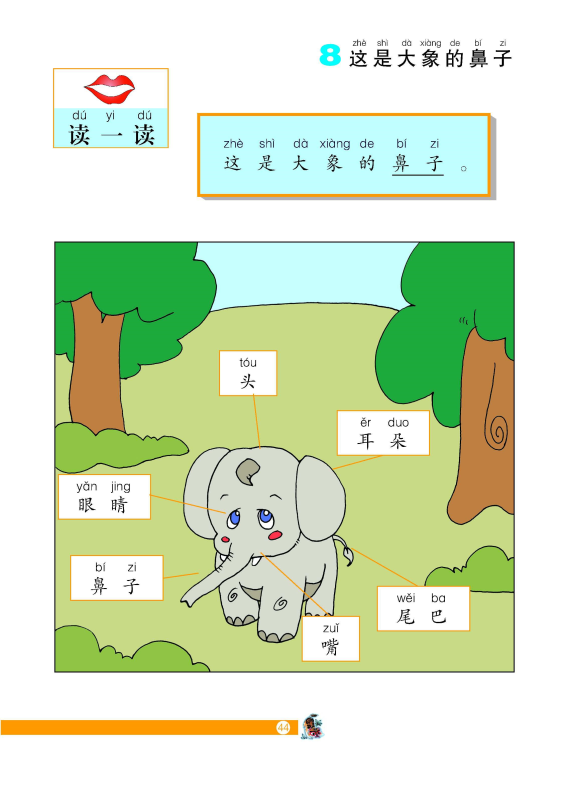 zhè shì dà xiàng de bí zi
8 这是大象的鼻子
dú yi dú
读一读
zhè shì dà xiàng de bí zi
这是大象的鼻子。
tóu
头
ěr duo
耳朵
yǎn jing
眼睛
bí zi
鼻子
wěi ba
尾巴
zuǐ
嘴
44